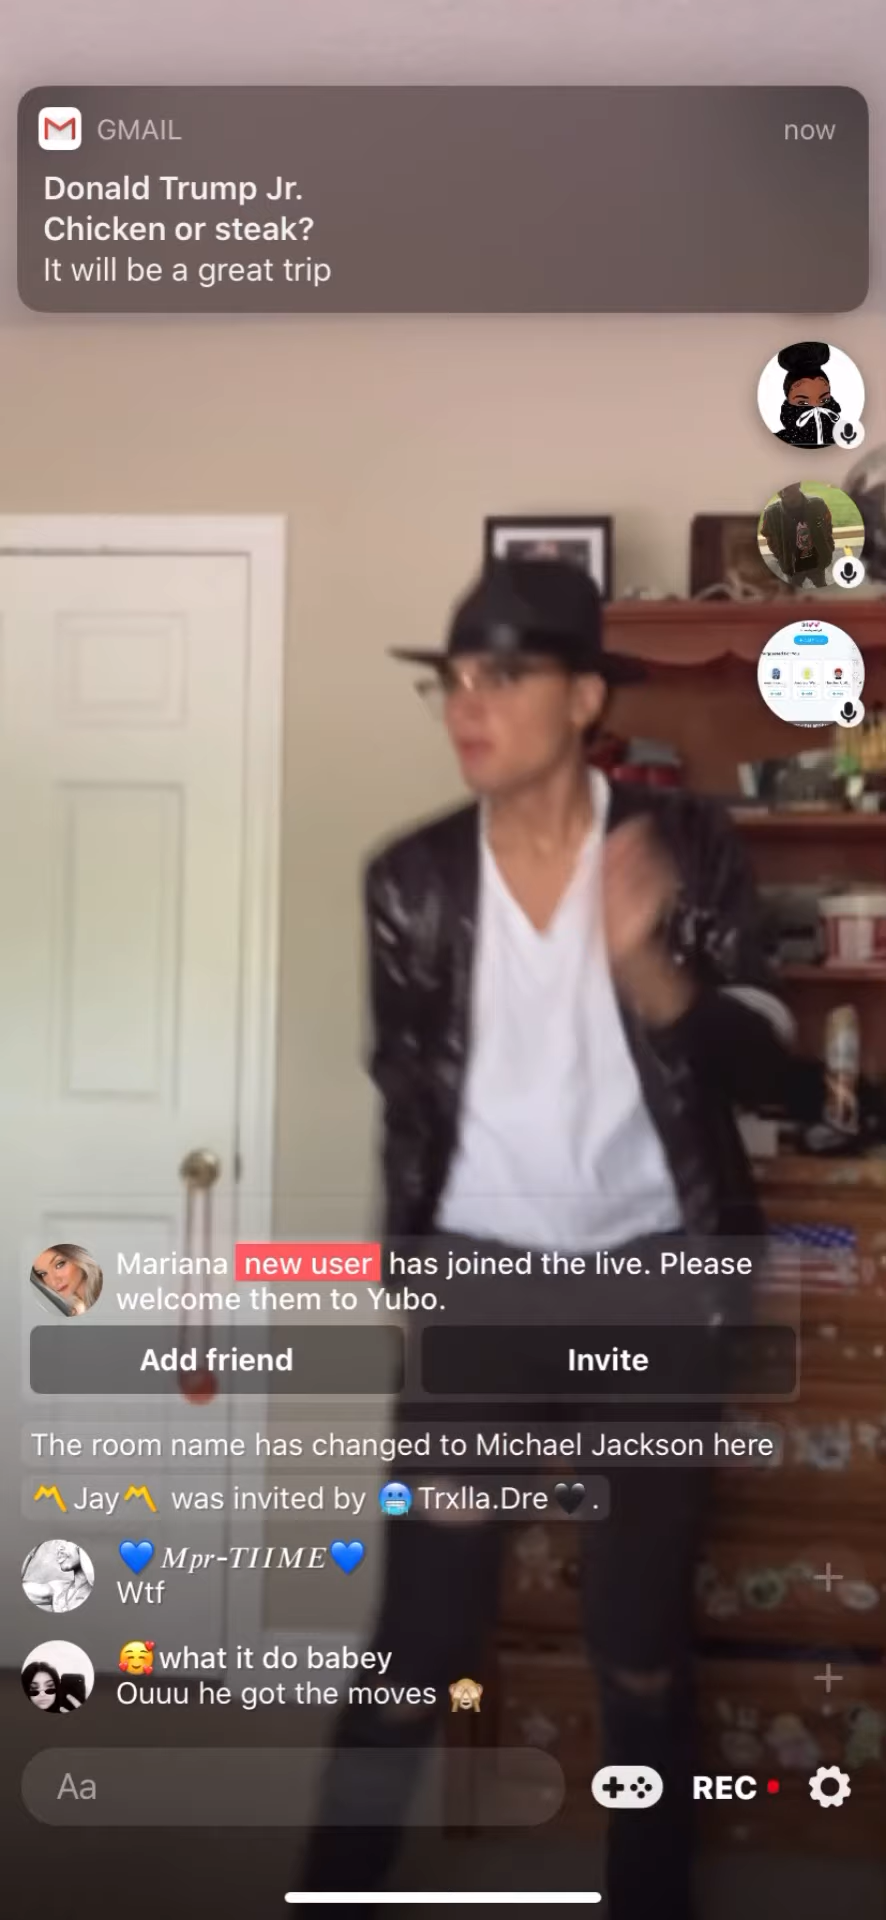 GMAIL
now
Donald Trump Jr.
Chicken or steak?
It will be a great trip
Mariana new user has joined the live. Please
welcome them to Yubo.
Add friend
Invite
The room name has changed to Michael Jackson here
〽️Jay〽️ was invited by 🥶Trxlla.Dre🖤.
💙𝑀𝑝𝑟-𝑇𝐼𝐼𝑀𝐸💙
Wtf
🥰what it do babey
Ouuu he got the moves 🙈
Aa
REC